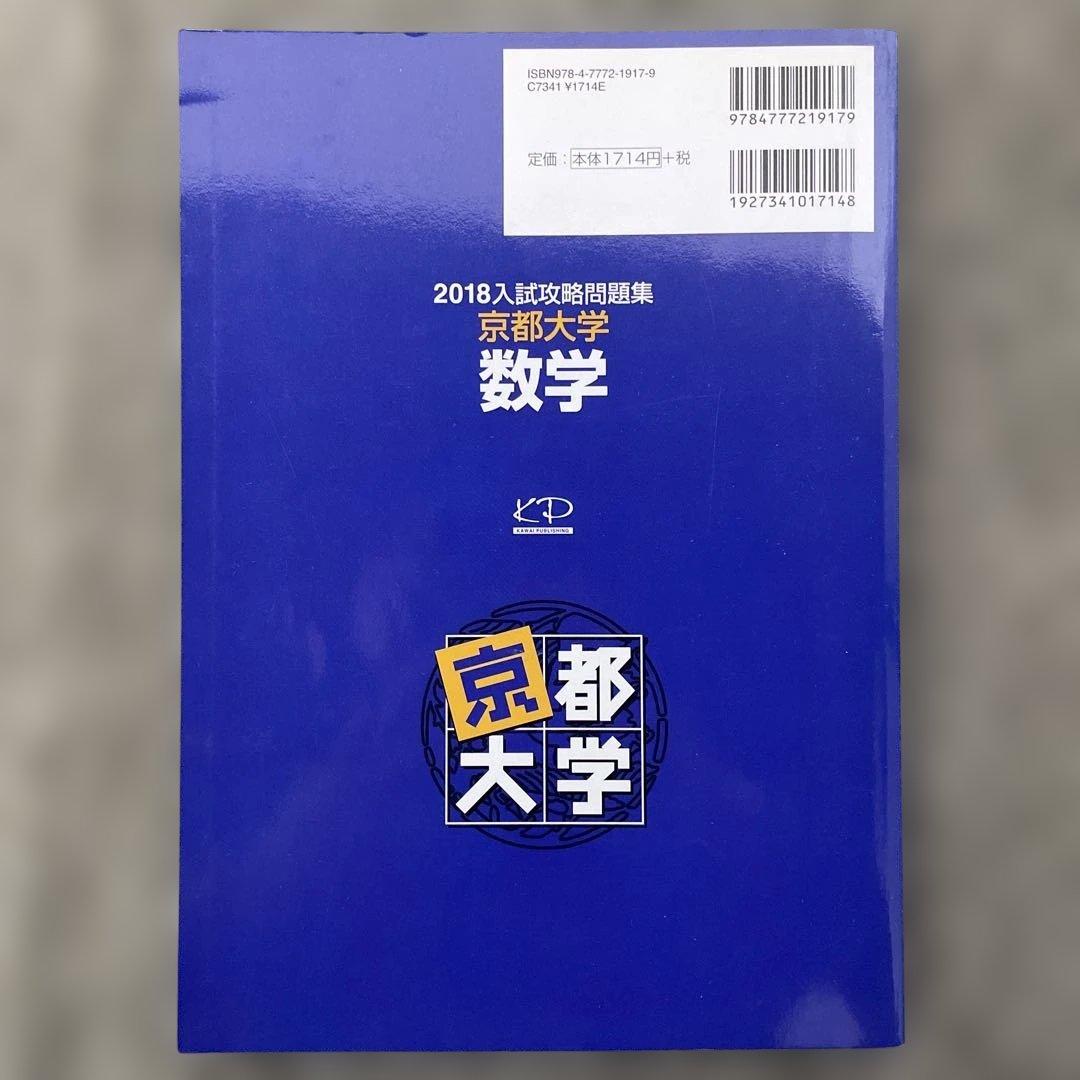 ISBN978-4-7772-1917-9
C7341 ¥1714E
9784777219179
定価：本体1714円+税
1927341017148
2018入試攻略問題集
京都大学
数学
KP
KAWAI PUBLISHING
京都
大学